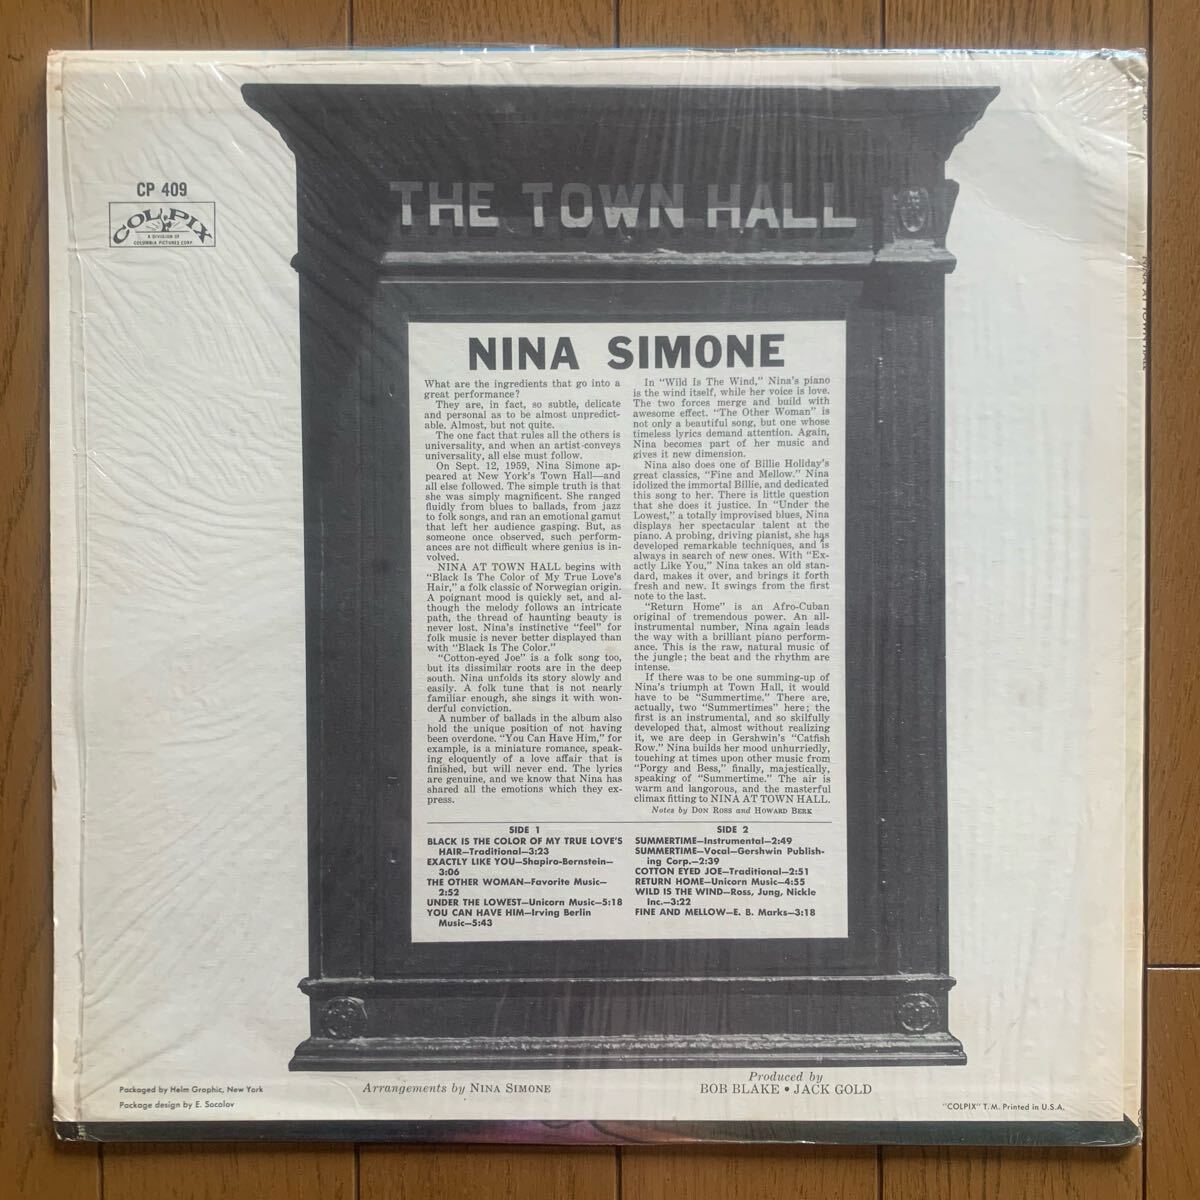 CP 409
COLPIX
A DIVISION OF
COLUMBIA PICTURES CORP.
THE TOWN HALL
NINA SIMONE
What are the ingredients that go into a
great performance?
They are, in fact, so subtle, delicate
and personal as to be almost unpredict-
able. Almost, but not quite.
The one fact that rules all the others is
universality, and when an artist conveys
universality, all else must follow.
On Sept. 12, 1959, Nina Simone ap-
peared at New York's Town Hall—and
all else followed. The simple truth is that
she was simply magnificent. She ranged
fluidly from blues to ballads, from jazz
to folk songs, and ran an emotional gamut
that left her audience gasping. But, as
someone once observed, such perform-
ances are not difficult where genius is in-
volved.
NINA AT TOWN HALL begins with
"Black Is The Color of My True Love's
Hair," a folk classic of Norwegian origin.
A poignant mood is quickly set, and al-
though the melody follows an intricate
path, the thread of haunting beauty is
never lost. Nina's instinctive "feel" for
folk music is never better displayed than
with "Black Is The Color."
"Cotton-eyed Joe" is a folk song too,
but its dissimilar roots are in the deep
south. Nina unfolds its story slowly and
easily. A folk tune that is not nearly
familiar enough, she sings it with won-
derful conviction.
A number of ballads in the album also
hold the unique position of not having
been overdone. "You Can Have Him," for
example, is a miniature romance, speak-
ing eloquently of a love affair that is
finished, but will never end. The lyrics
are genuine, and we know that Nina has
shared all the emotions which they ex-
press.
In "Wild Is The Wind," Nina's piano
is the wind itself, while her voice is love.
The two forces merge and build with
awesome effect. "The Other Woman" is
not only a beautiful song, but one whose
timeless lyrics demand attention. Again,
Nina becomes part of her music and
gives it new dimension.
Nina also does one of Billie Holiday's
great classics, "Fine and Mellow." Nina
idolized the immortal Billie, and dedicated
this song to her. There is little question
that she does it justice. In "Under the
Lowest," a totally improvised blues, Nina
displays her spectacular talent at the
piano. A probing, driving pianist, she has
developed remarkable techniques, and is
always in search of new ones. With "Ex-
actly Like You," Nina takes an old stan-
dard, makes it over, and brings it forth
fresh and new. It swings from the first
note to the last.
"Return Home" is an Afro-Cuban
original of tremendous power. An all-
instrumental number, Nina again leads
the way with a brilliant piano perform-
ance. This is the raw, natural music of
the jungle; the beat and the rhythm are
intense.
If there was to be one summing-up of
Nina's triumph at Town Hall, it would
have to be "Summertime." There are,
actually, two "Summertimes" here; the
first is an instrumental, and so skilfully
developed that, almost without realizing
it, we are deep in Gershwin's "Catfish
Row." Nina builds her mood unhurriedly,
touching at times upon other music from
"Porgy and Bess," finally, majestically,
speaking of "Summertime." The air is
warm and langorous, and the masterful
climax fitting to NINA AT TOWN HALL.
Notes by DON ROSS and HOWARD BERK
SIDE 1
BLACK IS THE COLOR OF MY TRUE LOVE'S
HAIR—Traditional—3:23
EXACTLY LIKE YOU—Shapiro-Bernstein—
3:06
THE OTHER WOMAN—Favorite Music—
2:52
UNDER THE LOWEST—Unicorn Music—5:18
YOU CAN HAVE HIM—Irving Berlin
Music—5:43
SIDE 2
SUMMERTIME—Instrumental—2:49
SUMMERTIME—Vocal—Gershwin Publish-
ing Corp.—2:39
COTTON EYED JOE—Traditional—2:51
RETURN HOME—Unicorn Music—4:55
WILD IS THE WIND—Ross, Jung, Nickle
Inc.—3:22
FINE AND MELLOW—E. B. Marks—3:18
Packaged by Helm Graphic, New York
Package design by E. Socolov
Arrangements by NINA SIMONE
Produced by
BOB BLAKE • JACK GOLD
"COLPIX" T.M. Printed in U.S.A.
NINA AT TOWN HALL